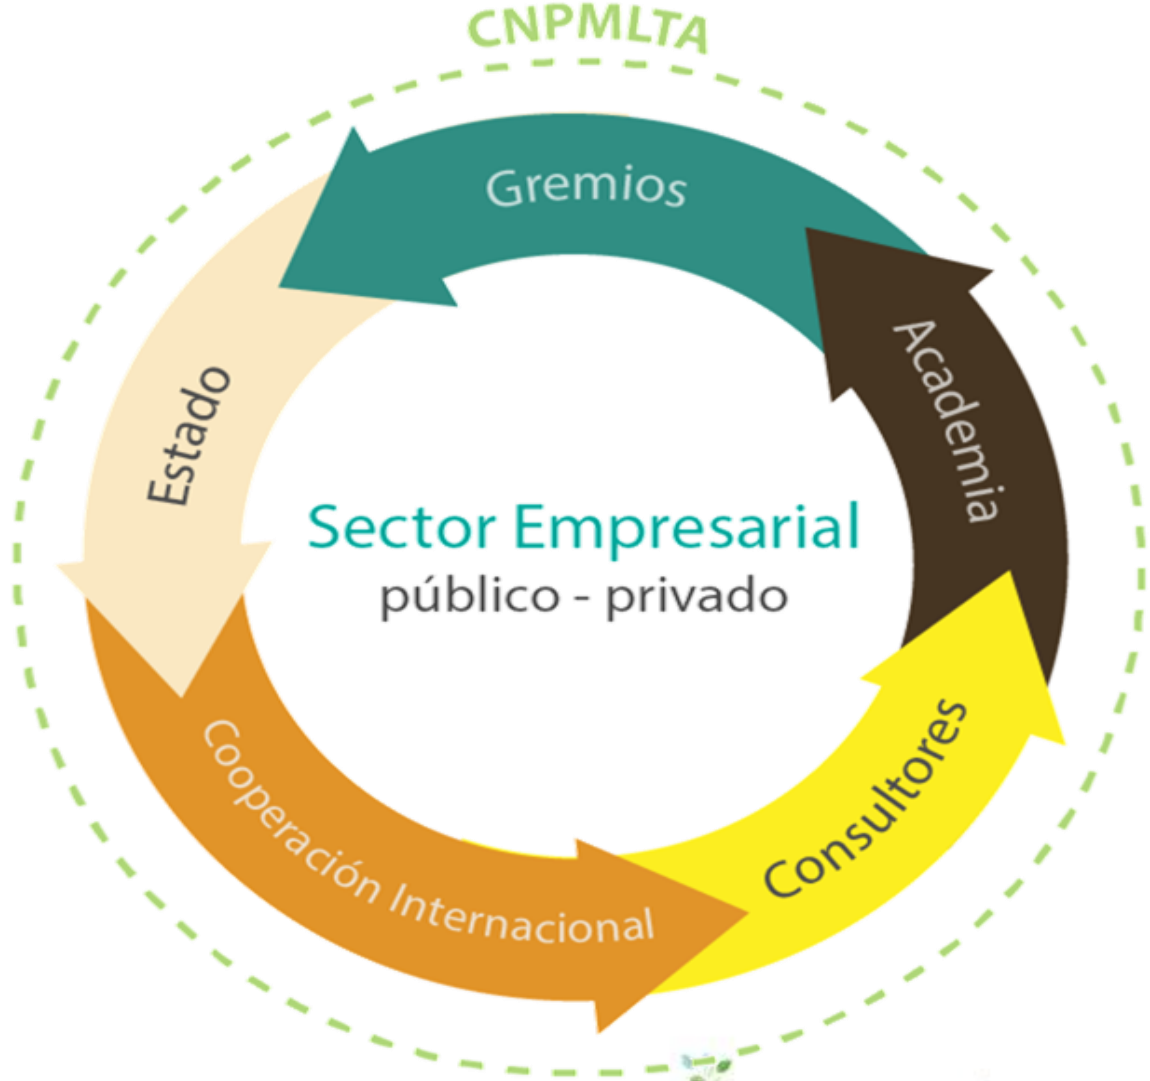 CNPMLTA
Gremios
Academia
Estado
Sector Empresarial
público - privado
Consultores
Cooperación Internacional